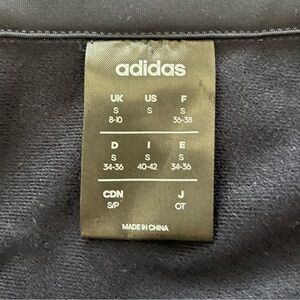 adidas
UK US F
S S S
8-10 36-38
D I E
S S S
34-36 40-42 34-36
CDN J
S/P OT
MADE IN CHINA